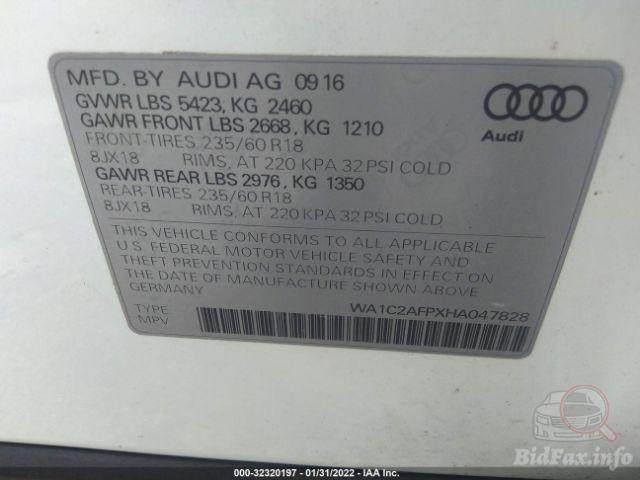 MFD. BY AUDI AG 09 16
GVWR LBS 5423, KG 2460
GAWR FRONT LBS 2668, KG 1210
FRONT-TIRES 235/60 R18
8JX18 RIMS, AT 220 KPA 32 PSI COLD
GAWR REAR LBS 2976, KG 1350
REAR-TIRES 235/60 R18
8JX18 RIMS, AT 220 KPA 32 PSI COLD
Audi
THIS VEHICLE CONFORMS TO ALL APPLICABLE
U.S. FEDERAL MOTOR VEHICLE SAFETY AND
THEFT PREVENTION STANDARDS IN EFFECT ON
THE DATE OF MANUFACTURE SHOWN ABOVE
GERMANY
TYPE WA1C2AFPXHA047828
MPV
BidFax.info
000-32320197 - 01/31/2022 - IAA Inc.